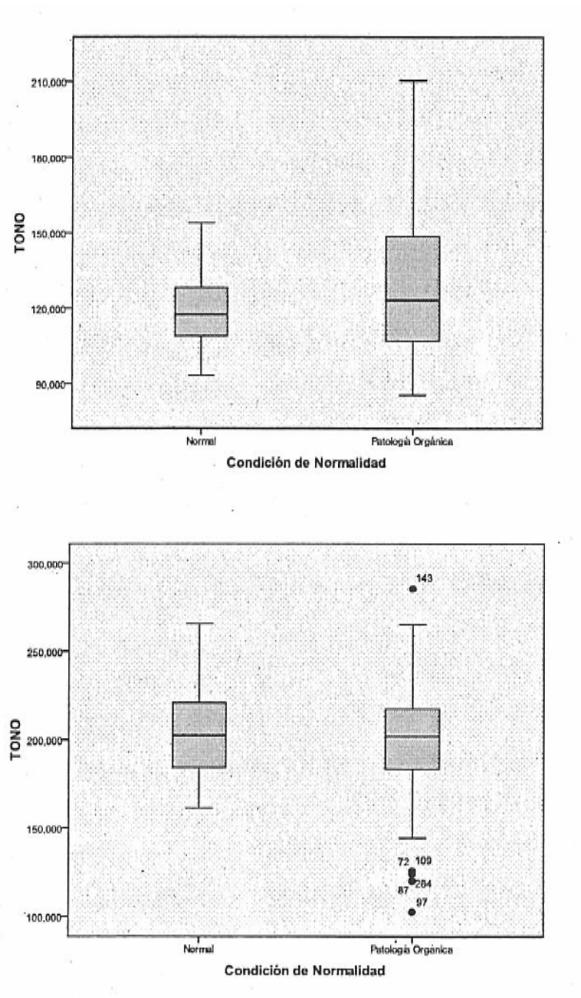 210,000
180,000
150,000
120,000
90,000
TONO
Normal
Patología Orgánica
Condición de Normalidad
300,000
250,000
200,000
150,000
100,000
TONO
143
72 109
87 284
97
Normal
Patología Orgánica
Condición de Normalidad